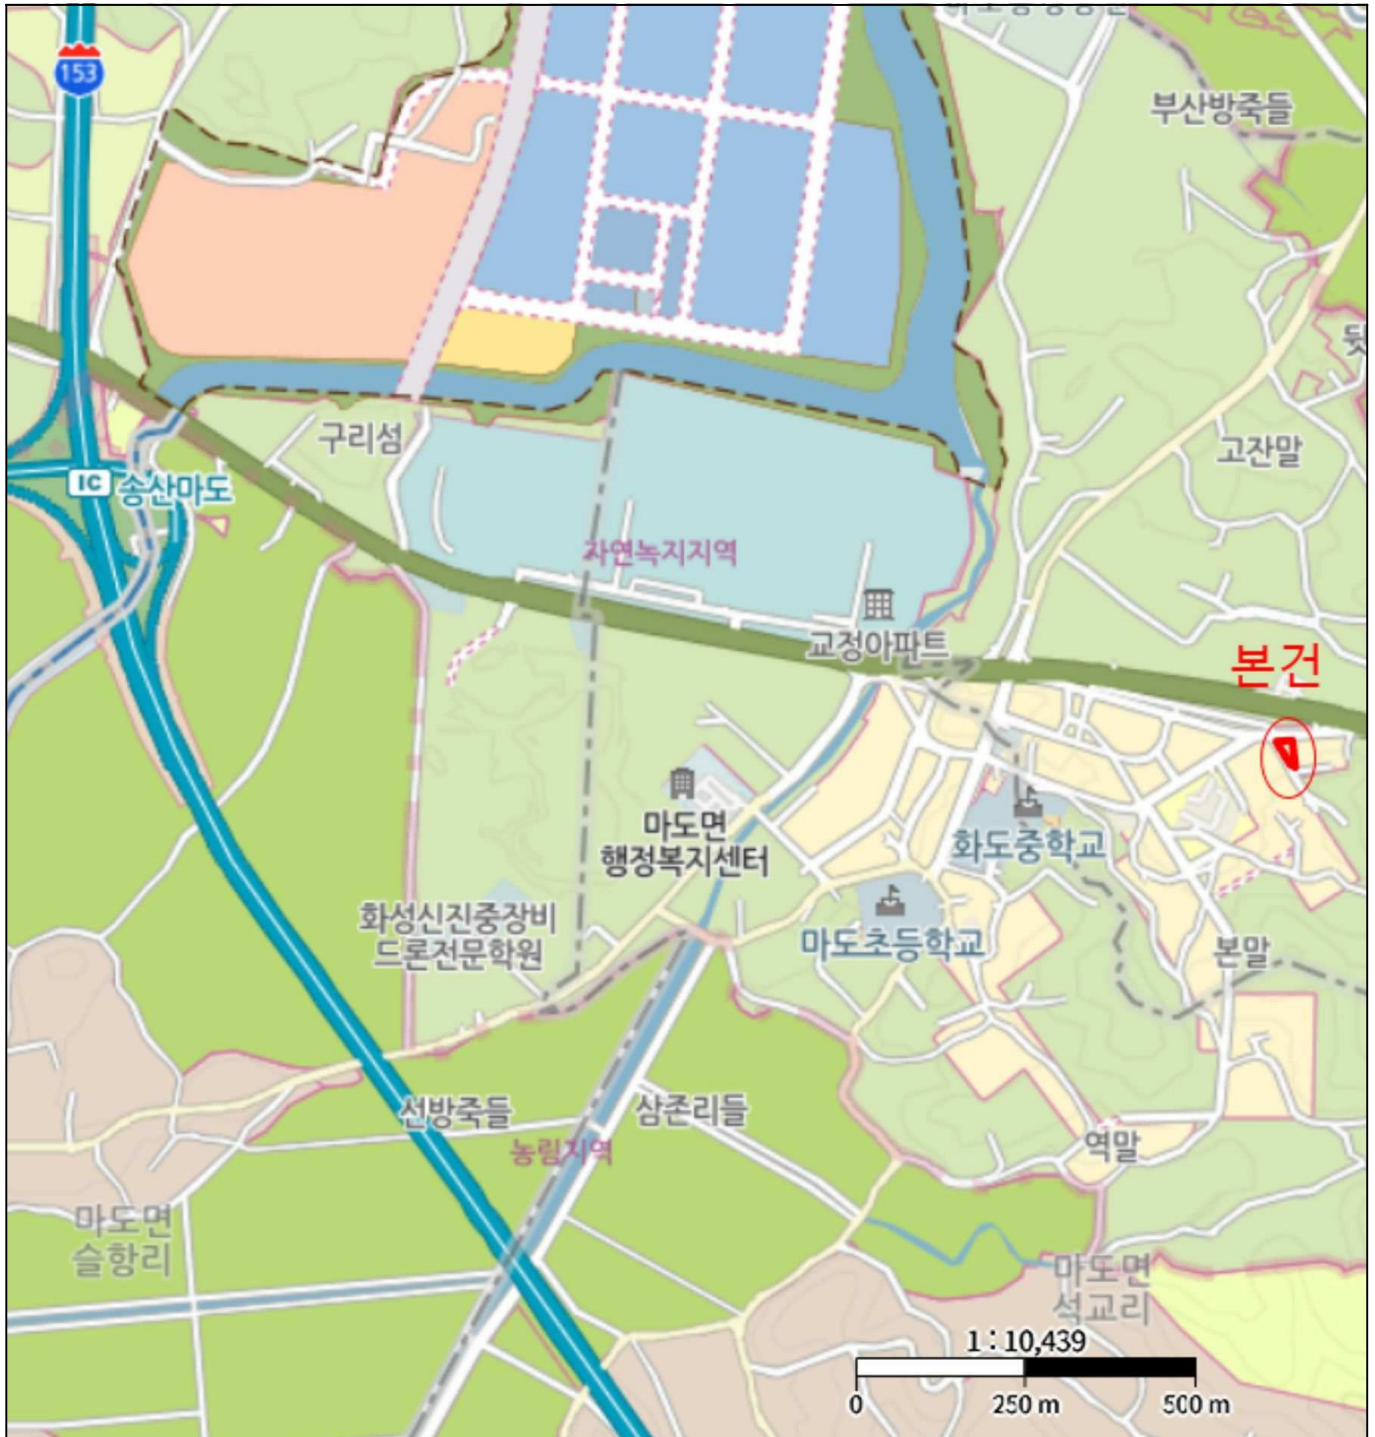 153
부산방죽들
구리섬
고잔말
IC 송산마도
자연녹지지역
교정아파트
본건
마도면
행정복지센터
화도중학교
화성신진중장비
드론전문학원
마도초등학교
본말
선방죽들
삼존리들
농림지역
역말
마도면
슬항리
마도면
석교리
1:10,439
0
250 m
500 m